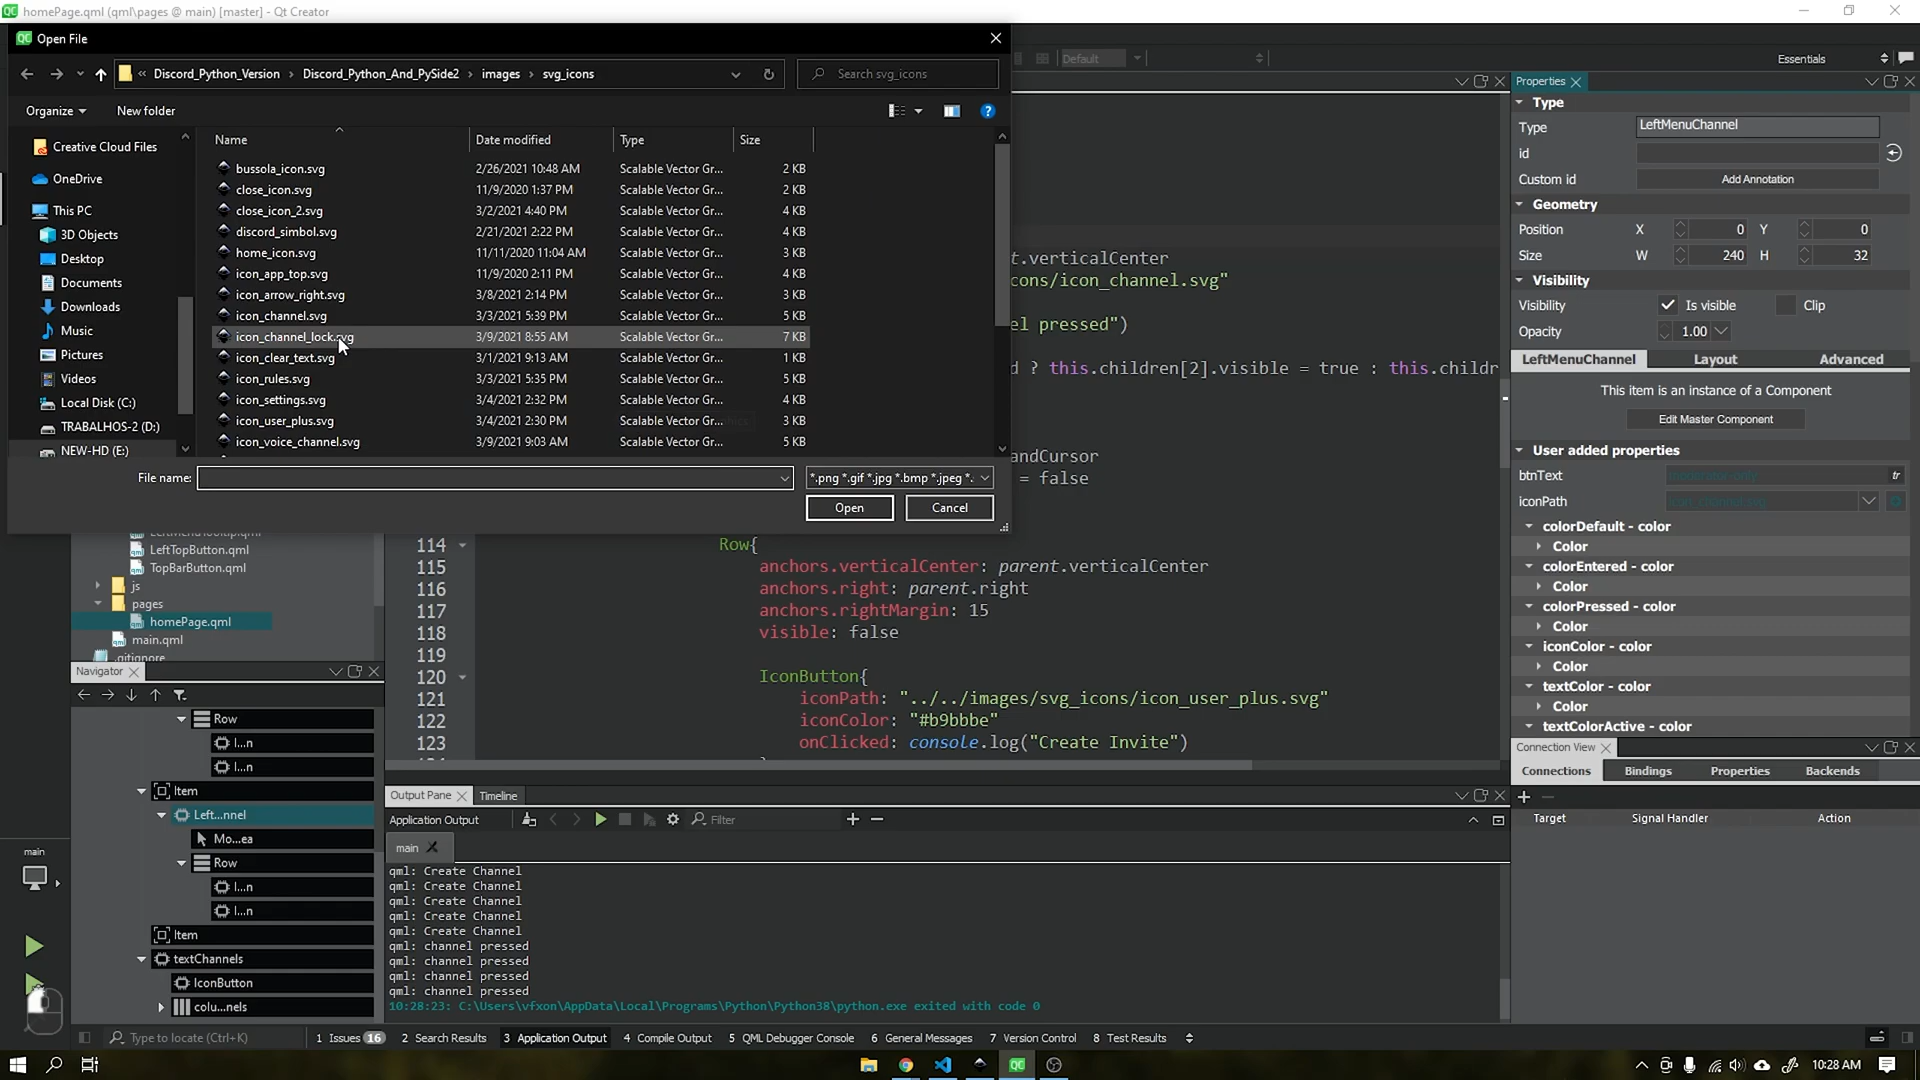 homePage.qml (qml\pages @ main) [master] - Qt Creator
Open File
« Discord_Python_Version › Discord_Python_And_PySide2 › images › svg_icons
Search svg_icons
Organize
New folder
Name Date modified Type Size
Creative Cloud Files
OneDrive
This PC
3D Objects
Desktop
Documents
Downloads
Music
Pictures
Videos
Local Disk (C:)
TRABALHOS-2 (D:)
NEW-HD (E:)
bussola_icon.svg 2/26/2021 10:48 AM Scalable Vector Gr... 2 KB
close_icon.svg 11/9/2020 1:37 PM Scalable Vector Gr... 2 KB
close_icon_2.svg 3/2/2021 4:40 PM Scalable Vector Gr... 4 KB
discord_simbol.svg 2/21/2021 2:22 PM Scalable Vector Gr... 4 KB
home_icon.svg 11/11/2020 11:04 AM Scalable Vector Gr... 3 KB
icon_app_top.svg 11/9/2020 2:11 PM Scalable Vector Gr... 4 KB
icon_arrow_right.svg 3/8/2021 2:14 PM Scalable Vector Gr... 3 KB
icon_channel.svg 3/3/2021 5:39 PM Scalable Vector Gr... 5 KB
icon_channel_lock.svg 3/9/2021 8:55 AM Scalable Vector Gr... 7 KB
icon_clear_text.svg 3/1/2021 9:13 AM Scalable Vector Gr... 1 KB
icon_rules.svg 3/3/2021 5:35 PM Scalable Vector Gr... 5 KB
icon_settings.svg 3/4/2021 2:32 PM Scalable Vector Gr... 4 KB
icon_user_plus.svg 3/4/2021 2:30 PM Scalable Vector Gr... 3 KB
icon_voice_channel.svg 3/9/2021 9:03 AM Scalable Vector Gr... 5 KB
File name:
*.png *.gif *.jpg *.bmp *.jpeg *.
Open
Cancel
Default
Essentials
t.verticalCenter
cons/icon_channel.svg"
el pressed")
d ? this.children[2].visible = true : this.childr
andCursor
= false
114 Row{
115 anchors.verticalCenter: parent.verticalCenter
116 anchors.right: parent.right
117 anchors.rightMargin: 15
118 visible: false
119
120 IconButton{
121 iconPath: "../../images/svg_icons/icon_user_plus.svg"
122 iconColor: "#b9bbbe"
123 onClicked: console.log("Create Invite")
LeftTopButton.qml
TopBarButton.qml
js
pages
homePage.qml
main.qml
.gitignore
Navigator
Row
I...n
I...n
Item
Left...nnel
Mo...ea
Row
I...n
I...n
Item
textChannels
IconButton
colu...nels
main
Output Pane
Timeline
Application Output
Filter
main
qml: Create Channel
qml: Create Channel
qml: Create Channel
qml: Create Channel
qml: Create Channel
qml: channel pressed
qml: channel pressed
qml: channel pressed
qml: channel pressed
10:28:23: C:\Users\vfxon\AppData\Local\Programs\Python\Python38\python.exe exited with code 0
Properties
Type
Type LeftMenuChannel
id
Custom id Add Annotation
Geometry
Position X 0 Y 0
Size W 240 H 32
Visibility
Visibility Is visible Clip
Opacity 1.00
LeftMenuChannel Layout Advanced
This item is an instance of a Component
Edit Master Component
User added properties
btnText moderator-only tr
iconPath
colorDefault - color
Color
colorEntered - color
Color
colorPressed - color
Color
iconColor - color
Color
textColor - color
Color
textColorActive - color
Connection View
Connections Bindings Properties Backends
Target Signal Handler Action
Type to locate (Ctrl+K)
1 Issues 16
2 Search Results
3 Application Output
4 Compile Output
5 QML Debugger Console
6 General Messages
7 Version Control
8 Test Results
10:28 AM